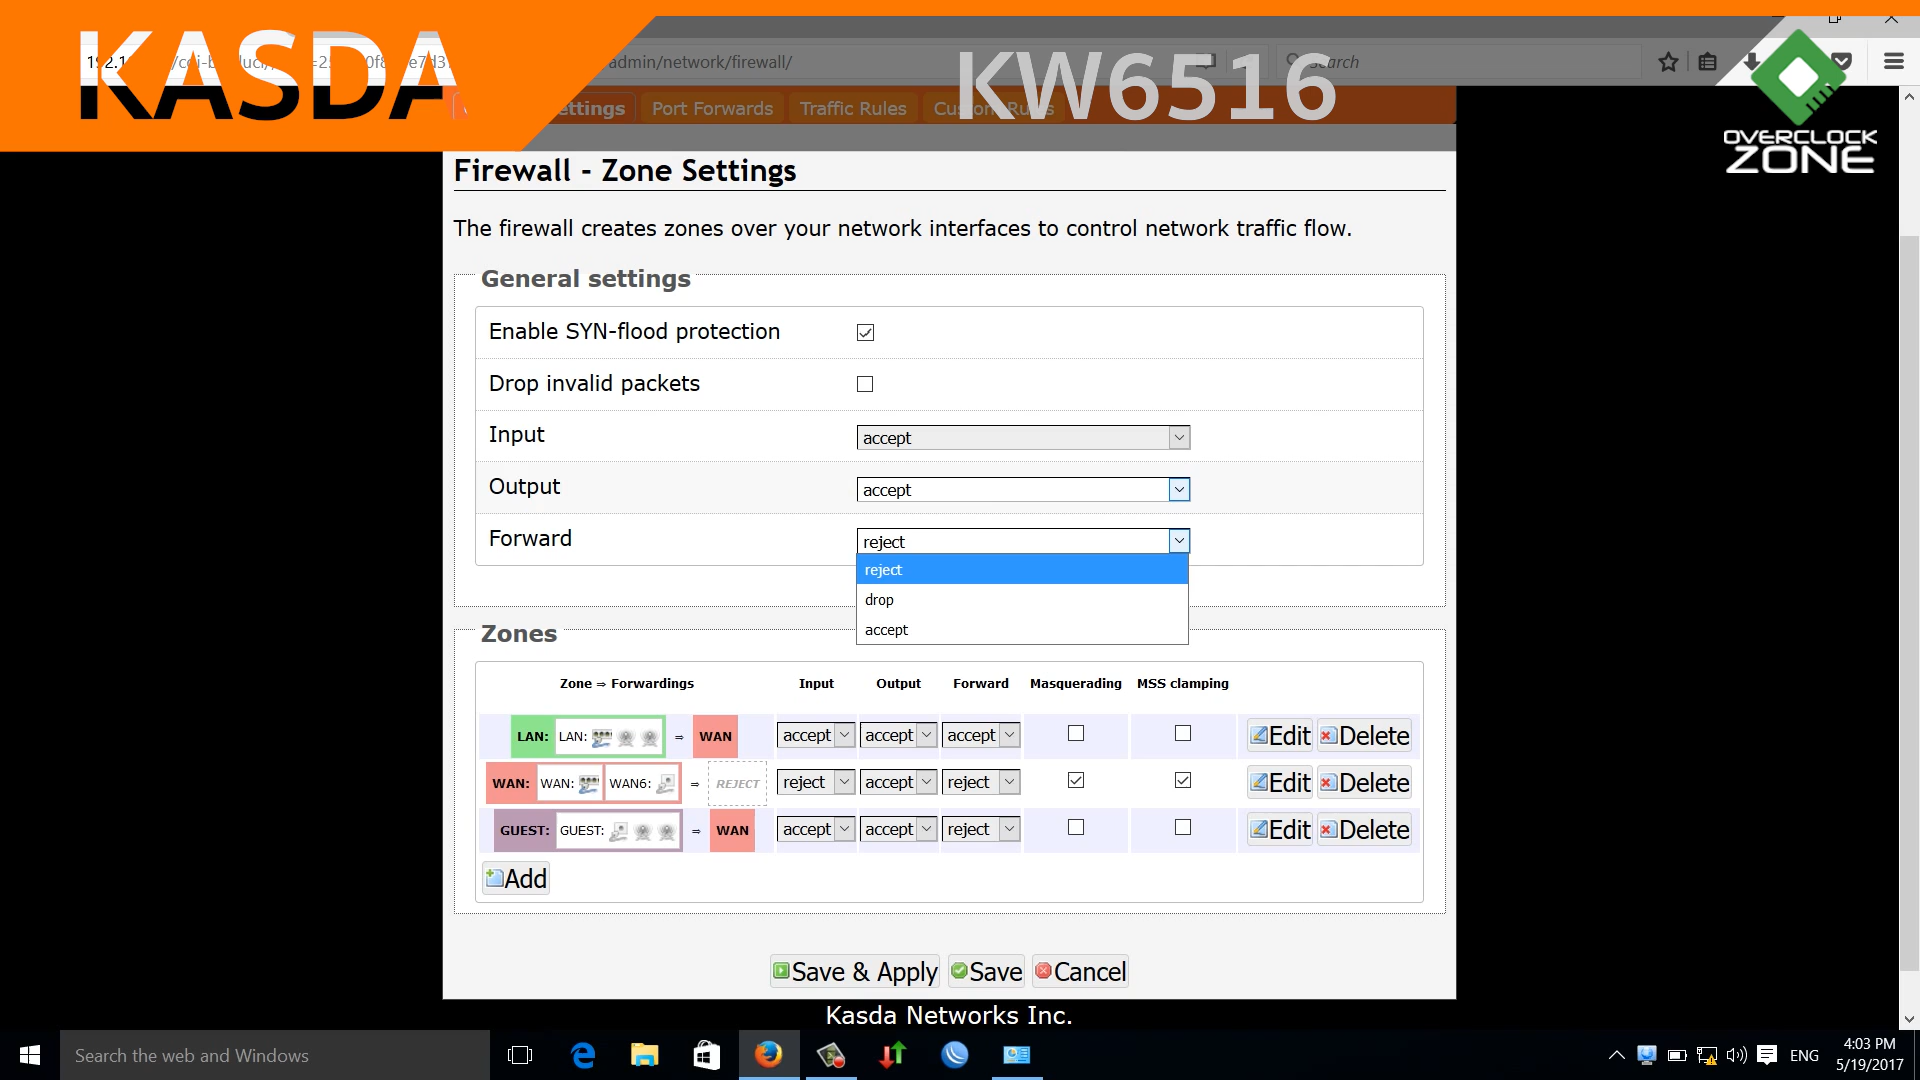 KASDA
KW6516
OVERCLOCK
ZONE
admin/network/firewall/
Port Forwards
Traffic Rules
Firewall - Zone Settings
The firewall creates zones over your network interfaces to control network traffic flow.
General settings
Enable SYN-flood protection
Drop invalid packets
Input
accept
Output
accept
Forward
reject
reject
drop
accept
Zones
Zone ⇒ Forwardings Input Output Forward Masquerading MSS clamping
LAN: LAN: ⇒ WAN accept accept accept Edit Delete
WAN: WAN: WAN6: ⇒ REJECT reject accept reject Edit Delete
GUEST: GUEST: ⇒ WAN accept accept reject Edit Delete
Add
Save & Apply Save Cancel
Kasda Networks Inc.
Search the web and Windows
ENG
4:03 PM
5/19/2017